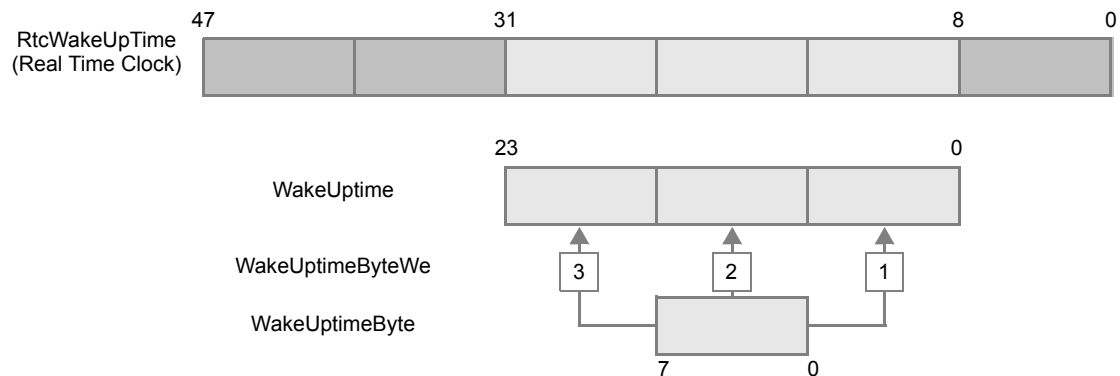 47 31 8 0
RtcWakeUpTime
(Real Time Clock)
23 0
WakeUptime
WakeUptimeByteWe 3 2 1
WakeUptimeByte
7 0